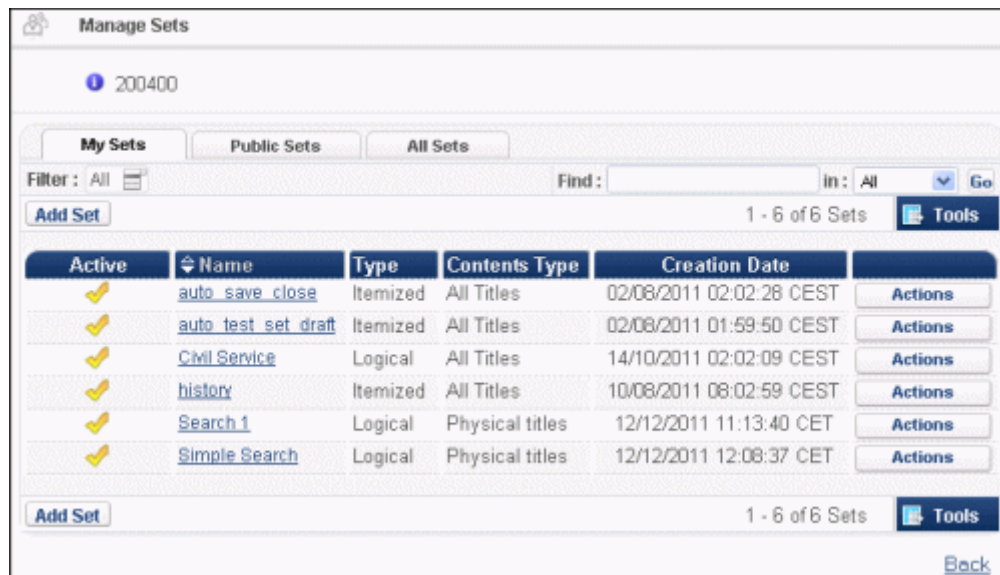 Manage Sets
200400
My Sets Public Sets All Sets
Filter : All Find : in : All Go
Add Set 1 - 6 of 6 Sets Tools
Active Name Type Contents Type Creation Date
auto_save_close Itemized All Titles 02/08/2011 02:02:28 CEST Actions
auto_test_set_draft Itemized All Titles 02/08/2011 01:59:50 CEST Actions
Civil Service Logical All Titles 14/10/2011 02:02:09 CEST Actions
history Itemized All Titles 10/08/2011 08:02:59 CEST Actions
Search 1 Logical Physical titles 12/12/2011 11:13:40 CET Actions
Simple Search Logical Physical titles 12/12/2011 12:08:37 CET Actions
Add Set 1 - 6 of 6 Sets Tools
Back